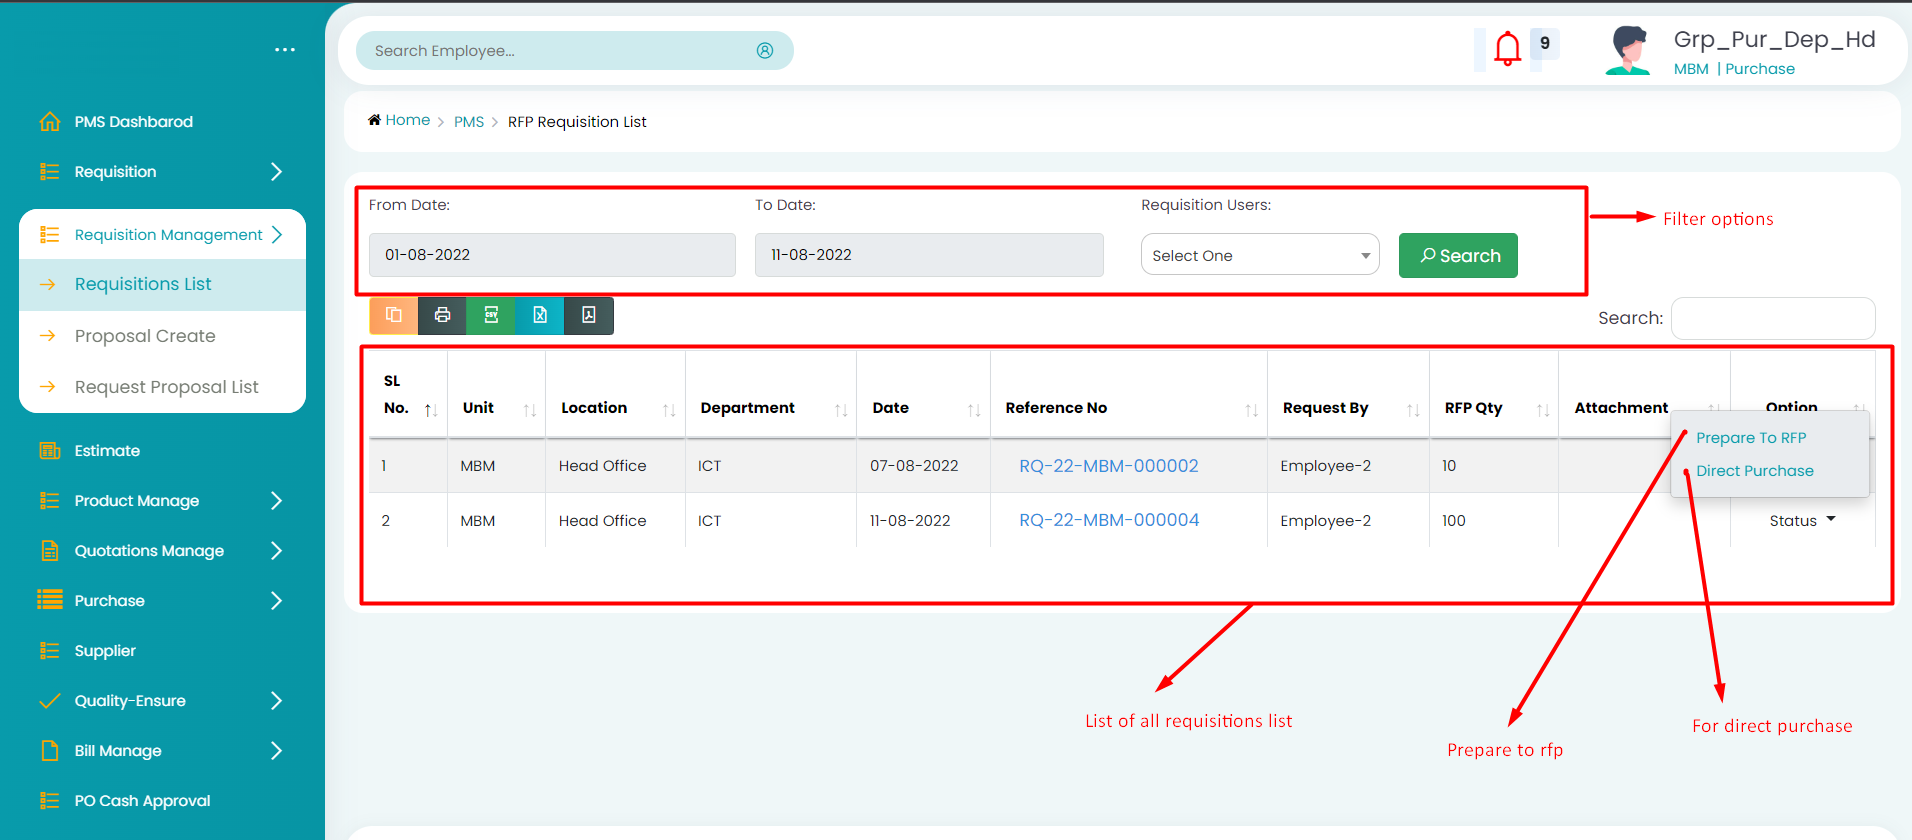 ...
Search Employee...
9
Grp_Pur_Dep_Hd
MBM | Purchase
PMS Dashbarod
Requisition
Requisition Management
Requisitions List
Proposal Create
Request Proposal List
Estimate
Product Manage
Quotations Manage
Purchase
Supplier
Quality-Ensure
Bill Manage
PO Cash Approval
Home > PMS > RFP Requisition List
From Date: To Date: Requisition Users:
01-08-2022 11-08-2022 Select One Search
Filter options
CSV
Search:
SL
No. Unit Location Department Date Reference No Request By RFP Qty Attachment Option
Prepare To RFP
1 MBM Head Office ICT 07-08-2022 RQ-22-MBM-000002 Employee-2 10
Direct Purchase
2 MBM Head Office ICT 11-08-2022 RQ-22-MBM-000004 Employee-2 100 Status
List of all requisitions list
Prepare to rfp
For direct purchase